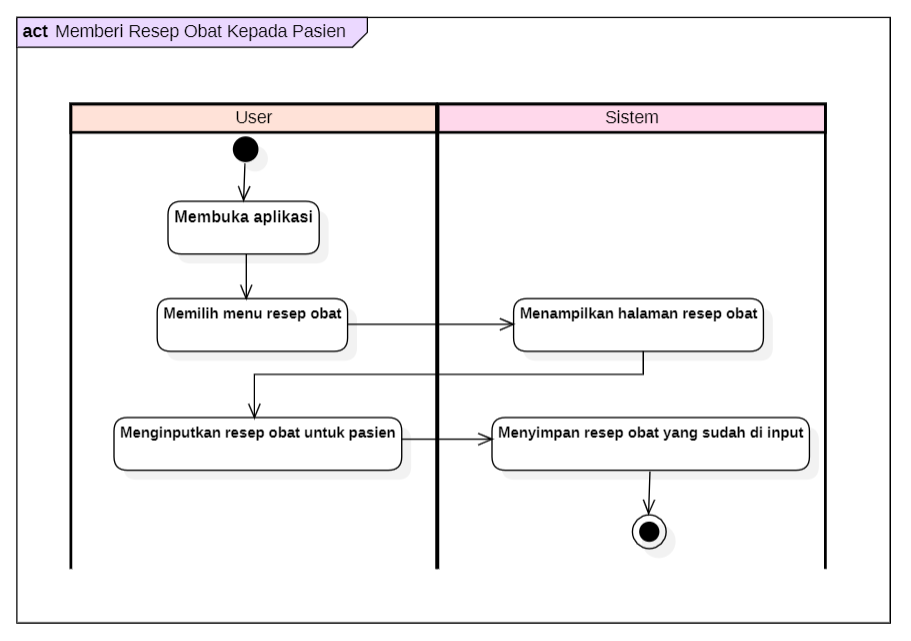 act Memberi Resep Obat Kepada Pasien
User
Sistem
Membuka aplikasi
Memilih menu resep obat
Menampilkan halaman resep obat
Menginputkan resep obat untuk pasien
Menyimpan resep obat yang sudah di input